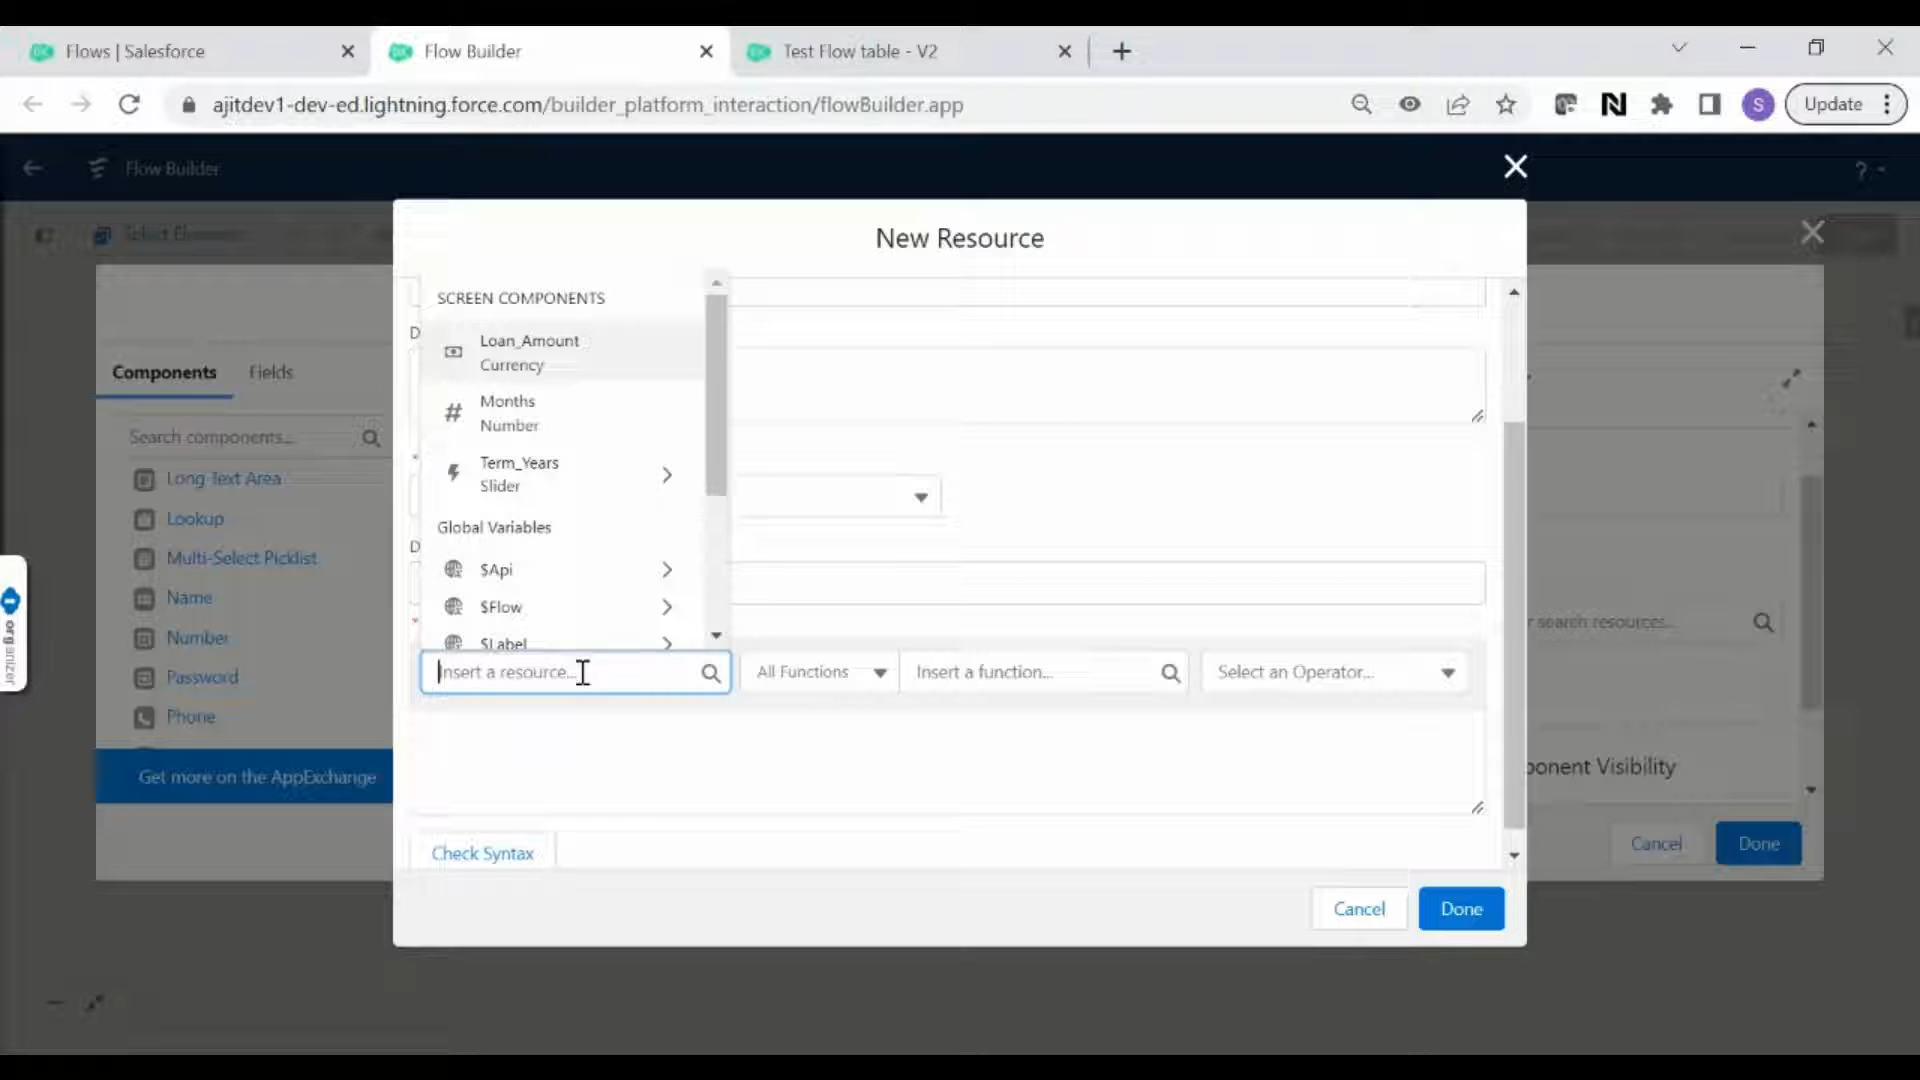 Flows | Salesforce
Flow Builder
Test Flow table - V2
ajitdev1-dev-ed.lightning.force.com/builder_platform_interaction/flowBuilder.app
N
S
Update
Flow Builder
?
Select Elements
New Resource
SCREEN COMPONENTS
Loan_Amount
Currency
D
Components
Fields
Months
#
Number
Search components...
*
Term_Years
Slider
Long Text Area
Lookup
Global Variables
D
Multi-Select Picklist
$Api
Name
$Flow
*
r search resources...
Number
$Label
organizer
Insert a resource...
All Functions
Insert a function...
Select an Operator...
Password
Phone
Get more on the AppExchange
ponent Visibility
Check Syntax
Cancel
Done
Cancel
Done